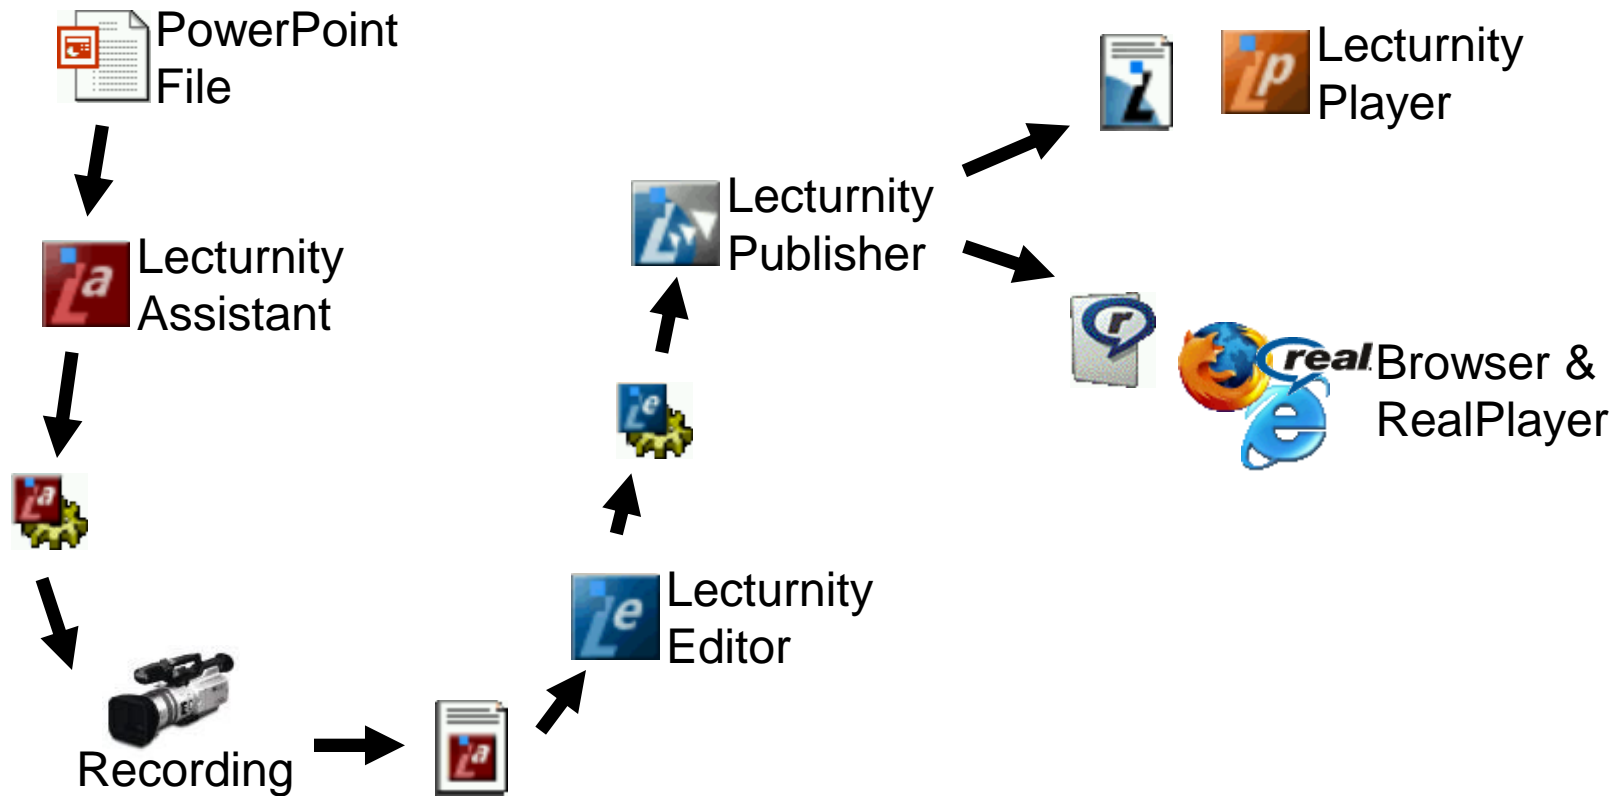 PowerPoint
File
Lecturnity
Assistant
Recording
Lecturnity
Editor
Lecturnity
Publisher
Lecturnity
Player
real
Browser &
RealPlayer